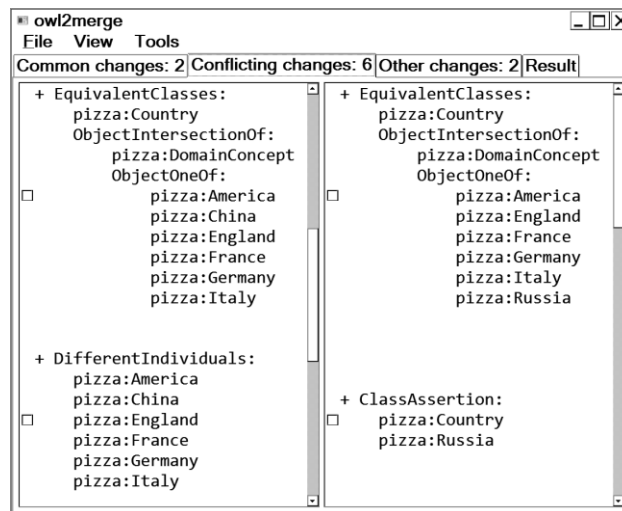 owl2merge
File View Tools
Common changes: 2 Conflicting changes: 6 Other changes: 2 Result
+ EquivalentClasses:
pizza:Country
ObjectIntersectionOf:
pizza:DomainConcept
ObjectOneOf:
pizza:America
pizza:China
pizza:England
pizza:France
pizza:Germany
pizza:Italy
+ DifferentIndividuals:
pizza:America
pizza:China
pizza:England
pizza:France
pizza:Germany
pizza:Italy
+ EquivalentClasses:
pizza:Country
ObjectIntersectionOf:
pizza:DomainConcept
ObjectOneOf:
pizza:America
pizza:England
pizza:France
pizza:Germany
pizza:Italy
pizza:Russia
+ ClassAssertion:
pizza:Country
pizza:Russia